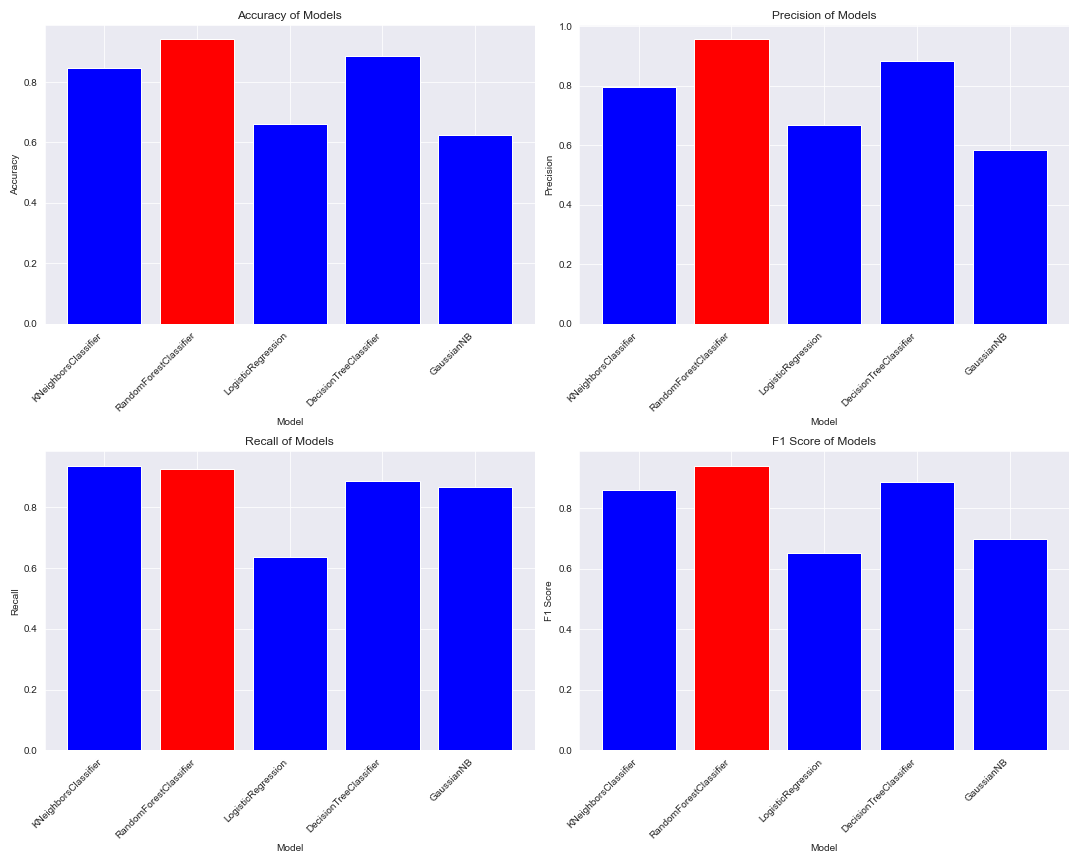 Accuracy of Models
Accuracy
0.8
0.6
0.4
0.2
0.0
KNeighborsClassifier
RandomForestClassifier
LogisticRegression
DecisionTreeClassifier
GaussianNB
Model
Precision of Models
Precision
1.0
0.8
0.6
0.4
0.2
0.0
KNeighborsClassifier
RandomForestClassifier
LogisticRegression
DecisionTreeClassifier
GaussianNB
Model
Recall of Models
Recall
0.8
0.6
0.4
0.2
0.0
KNeighborsClassifier
RandomForestClassifier
LogisticRegression
DecisionTreeClassifier
GaussianNB
Model
F1 Score of Models
F1 Score
0.8
0.6
0.4
0.2
0.0
KNeighborsClassifier
RandomForestClassifier
LogisticRegression
DecisionTreeClassifier
GaussianNB
Model